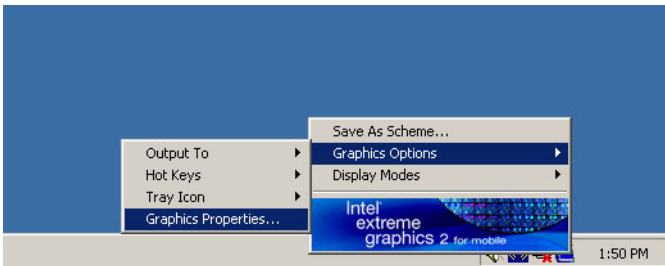 Save As Scheme...
Graphics Options
Display Modes
Output To
Hot Keys
Tray Icon
Graphics Properties...
Intel
extreme
graphics 2 for mobile
1:50 PM